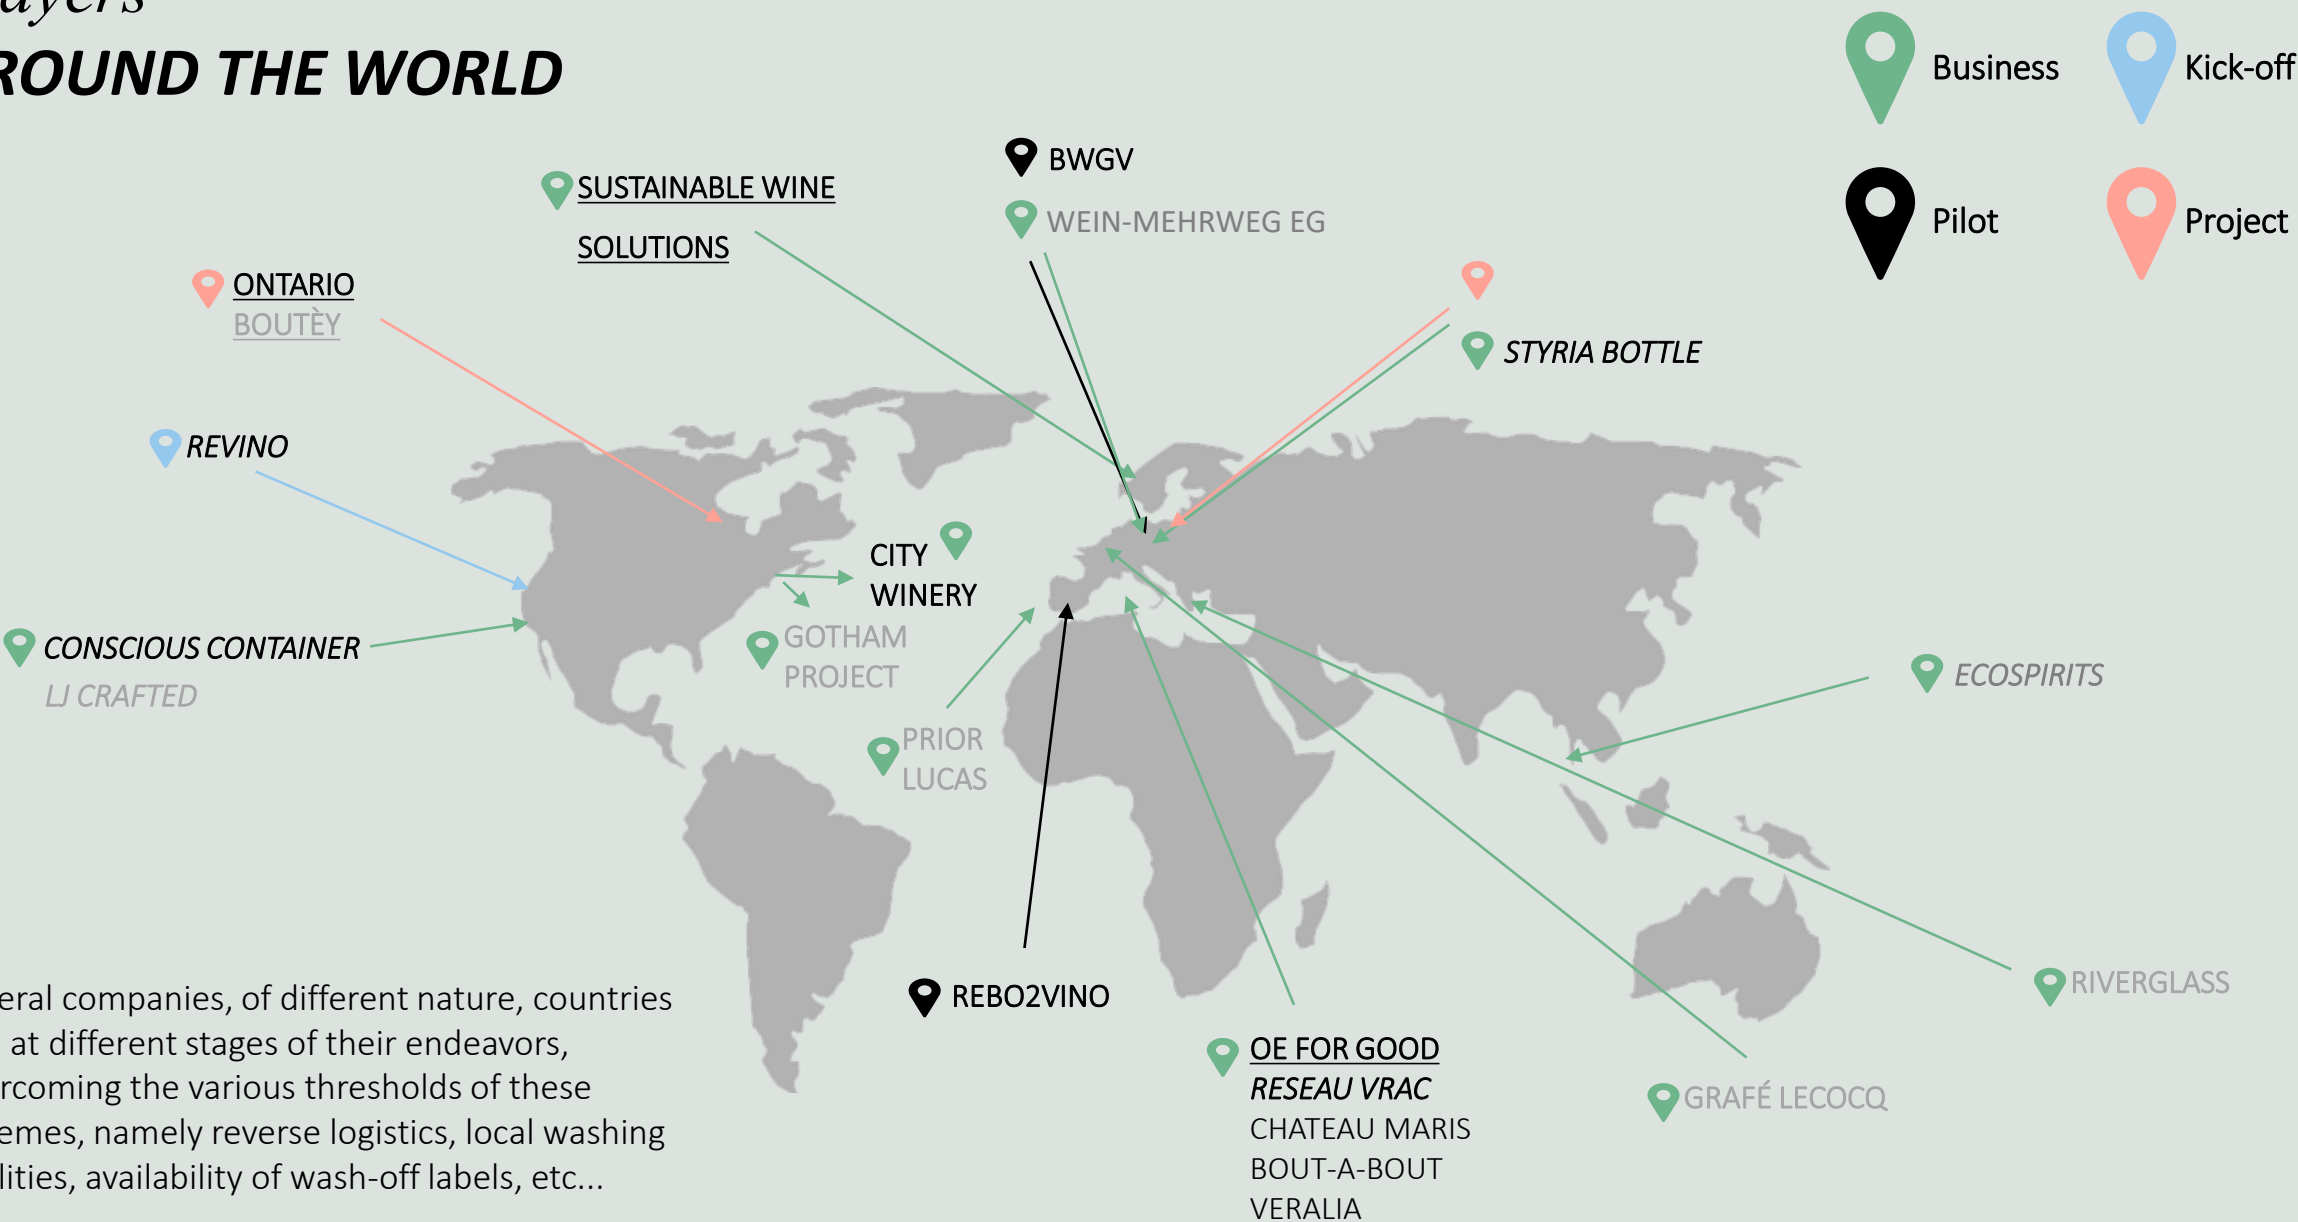 ayers
ROUND THE WORLD
Business
Kick-off
Pilot
Project
BWGV
WEIN-MEHRWEG EG
SUSTAINABLE WINE
SOLUTIONS
ONTARIO
BOUTÈY
STYRIA BOTTLE
REVINO
CITY
WINERY
CONSCIOUS CONTAINER
LJ CRAFTED
GOTHAM
PROJECT
ECOSPIRITS
PRIOR
LUCAS
REBO2VINO
RIVERGLASS
OE FOR GOOD
RESEAU VRAC
CHATEAU MARIS
BOUT-A-BOUT
VERALIA
GRAFÉ LECOCQ
eral companies, of different nature, countries
at different stages of their endeavors,
rcoming the various thresholds of these
emes, namely reverse logistics, local washing
lities, availability of wash-off labels, etc...